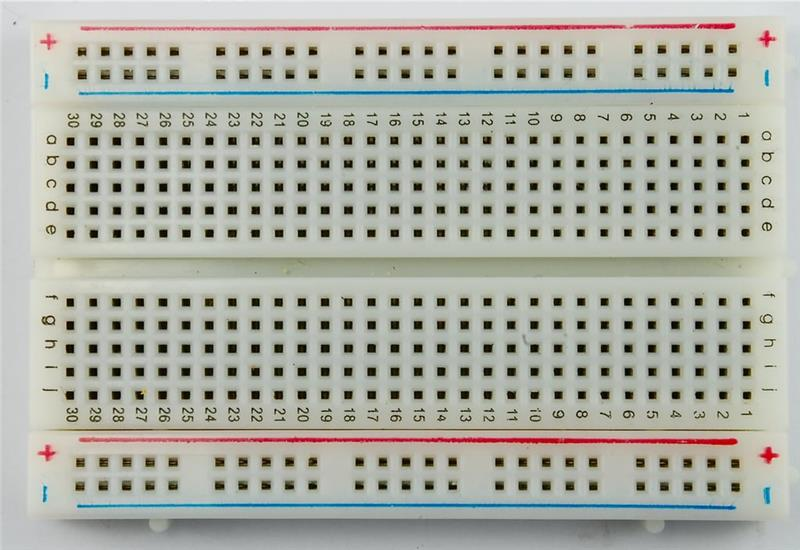 + +
- -
30 29 28 27 26 25 24 23 22 21 20 19 18 17 16 15 14 13 12 11 10 9 8 7 6 5 4 3 2 1
a a
b b
c c
d d
e e
f f
g g
h h
i i
j j
30 29 28 27 26 25 24 23 22 21 20 19 18 17 16 15 14 13 12 11 10 9 8 7 6 5 4 3 2 1
+ +
- -